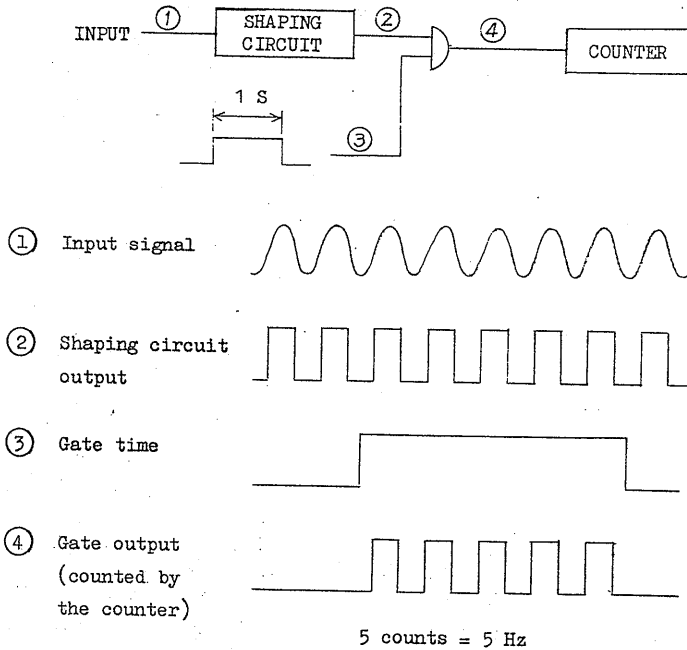 ① ② ④
INPUT SHAPING CIRCUIT COUNTER
1 S
③
① Input signal
② Shaping circuit
output
③ Gate time
④ Gate output
(counted by
the counter)
5 counts = 5 Hz